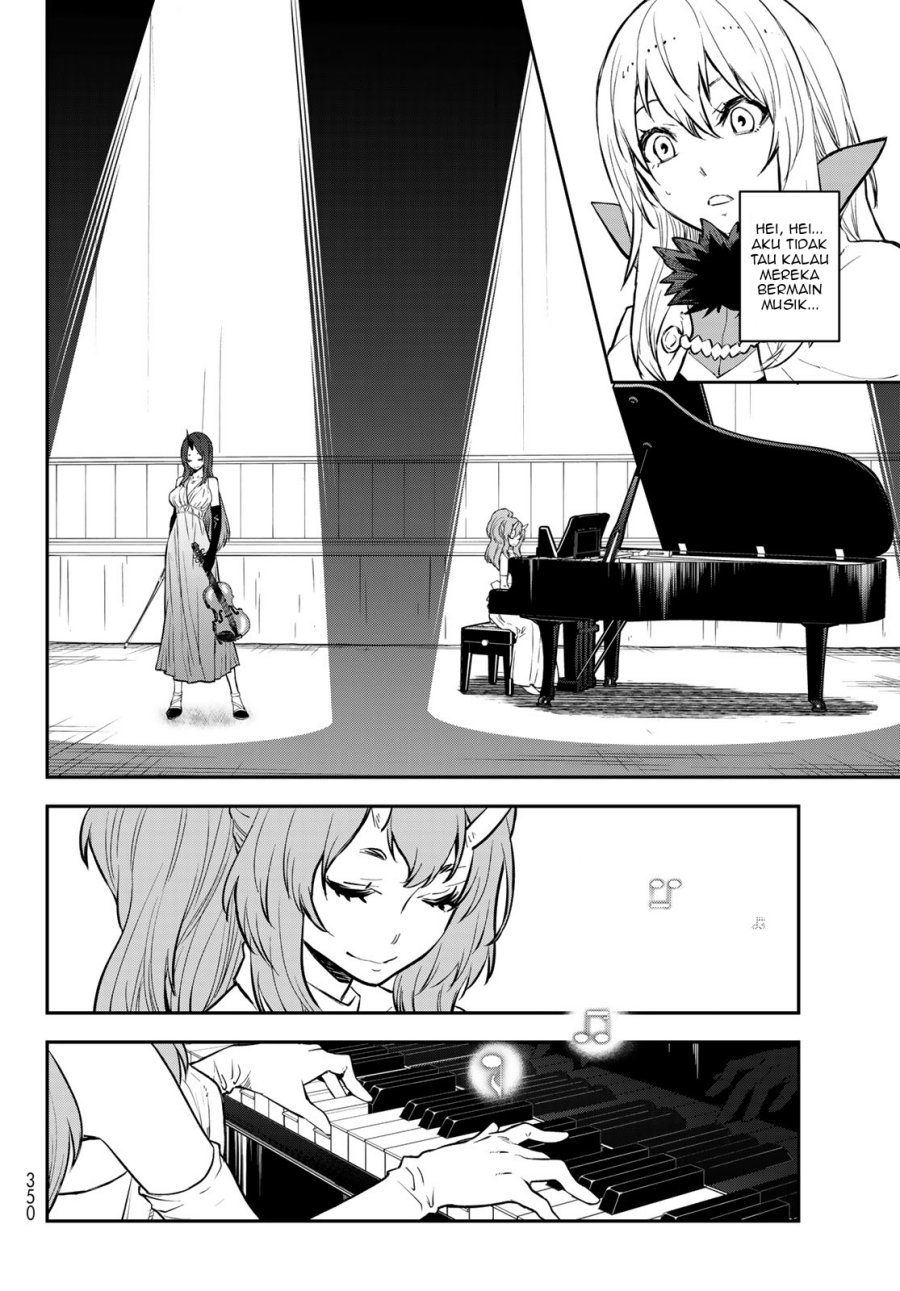 HEI, HEI...
AKU TIDAK
TAU KALAU
MEREKA
BERMAIN
MUSIK...
350